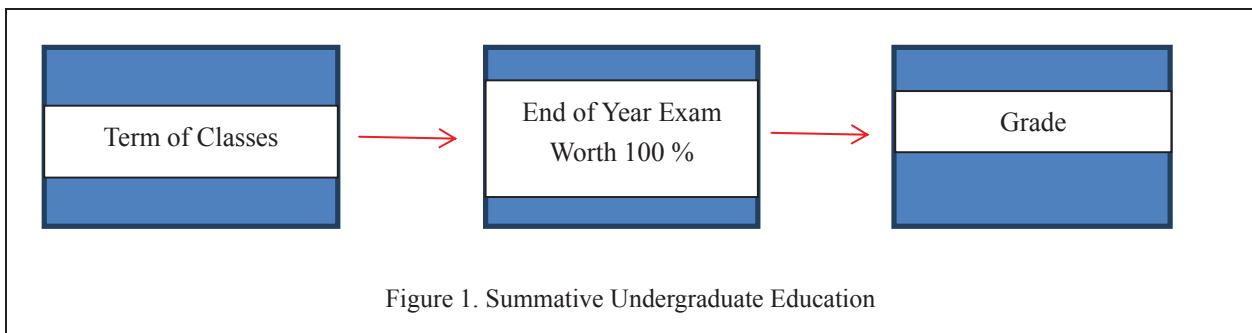 Term of Classes
End of Year Exam
Worth 100 %
Grade
Figure 1. Summative Undergraduate Education